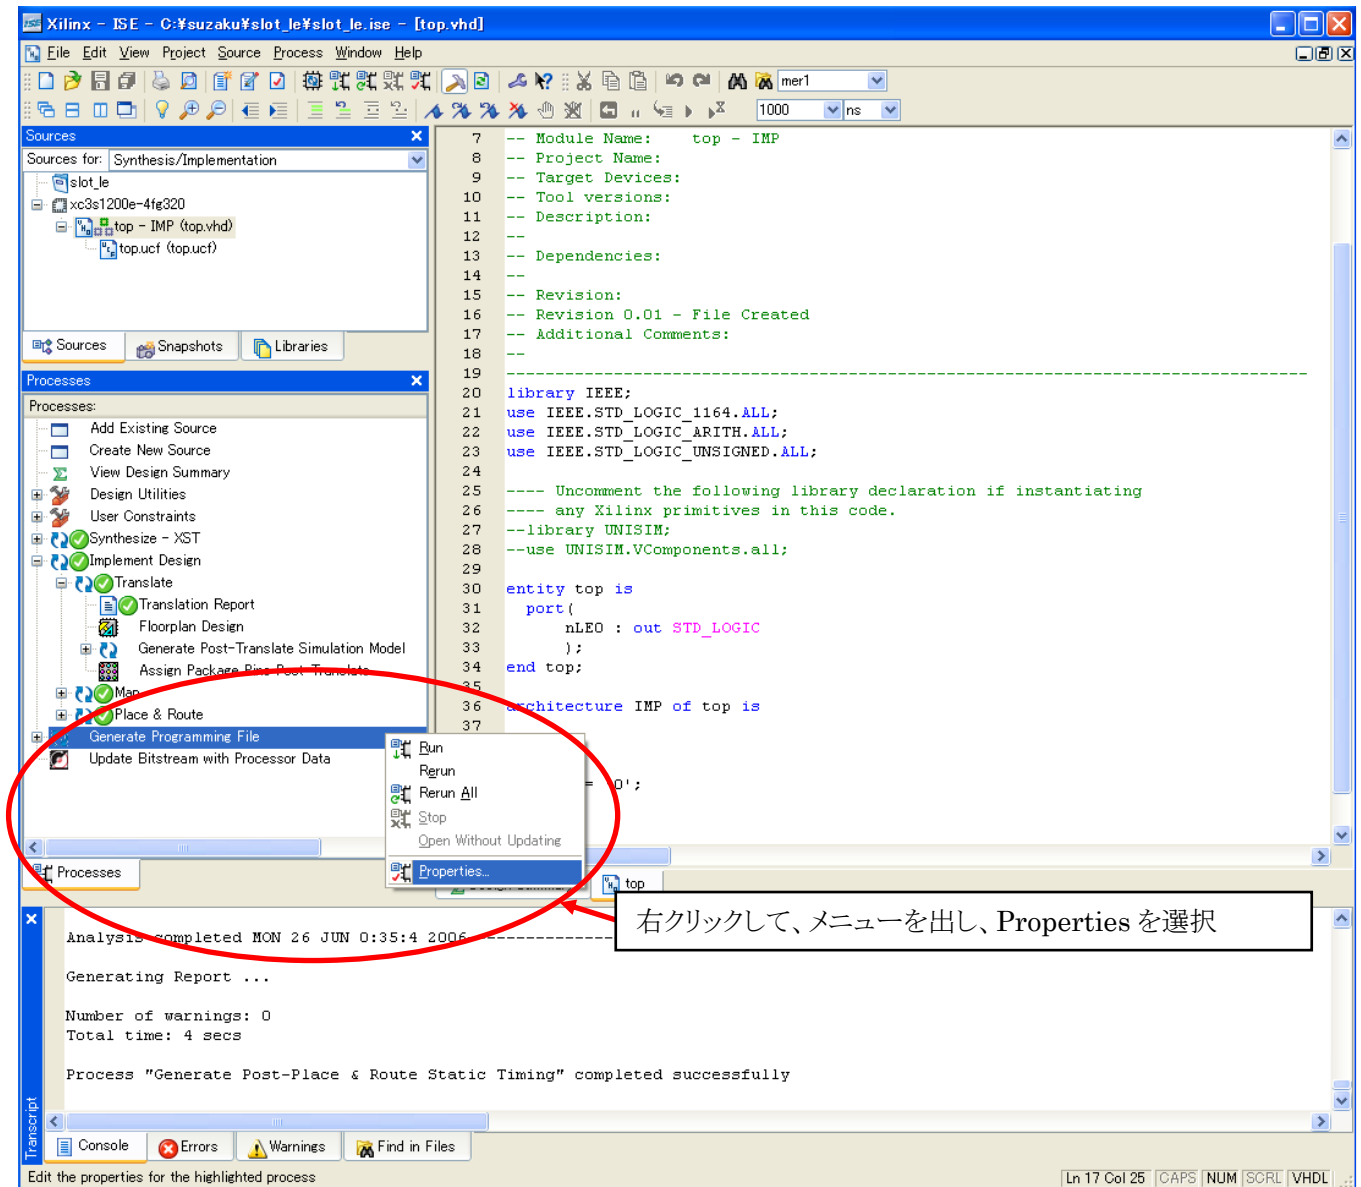 Xilinx - ISE - C:¥suzaku¥slot_le¥slot_le.ise - [top.vhd]
File Edit View Project Source Process Window Help
mer1
1000 ns
Sources
Sources for: Synthesis/Implementation
slot_le
xc3s1200e-4fg320
top - IMP (top.vhd)
top.ucf (top.ucf)
Sources Snapshots Libraries
Processes
Processes:
Add Existing Source
Create New Source
View Design Summary
Design Utilities
User Constraints
Synthesize - XST
Implement Design
Translate
Translation Report
Floorplan Design
Generate Post-Translate Simulation Model
Assign Package Pins Post-Translate
Map
Place & Route
Generate Programming File
Update Bitstream with Processor Data
Processes
Run
Rerun
Rerun All
Stop
Open Without Updating
Properties...
7 -- Module Name: top - IMP
8 -- Project Name:
9 -- Target Devices:
10 -- Tool versions:
11 -- Description:
12 --
13 -- Dependencies:
14 --
15 -- Revision:
16 -- Revision 0.01 - File Created
17 -- Additional Comments:
18 --
19 ----------------------------------------------------------------------------------
20 library IEEE;
21 use IEEE.STD_LOGIC_1164.ALL;
22 use IEEE.STD_LOGIC_ARITH.ALL;
23 use IEEE.STD_LOGIC_UNSIGNED.ALL;
24
25 ---- Uncomment the following library declaration if instantiating
26 ---- any Xilinx primitives in this code.
27 --library UNISIM;
28 --use UNISIM.VComponents.all;
29
30 entity top is
31 port(
32 nLE0 : out STD_LOGIC
33 );
34 end top;
35
36 architecture IMP of top is
37
= '0';
Design Summary top
右クリックして、メニューを出し、Properties を選択
Analysis completed MON 26 JUN 0:35:4 2006
Generating Report ...
Number of warnings: 0
Total time: 4 secs
Process "Generate Post-Place & Route Static Timing" completed successfully
Transcript
Console Errors Warnings Find in Files
Edit the properties for the highlighted process
Ln 17 Col 25 CAPS NUM SCRL VHDL